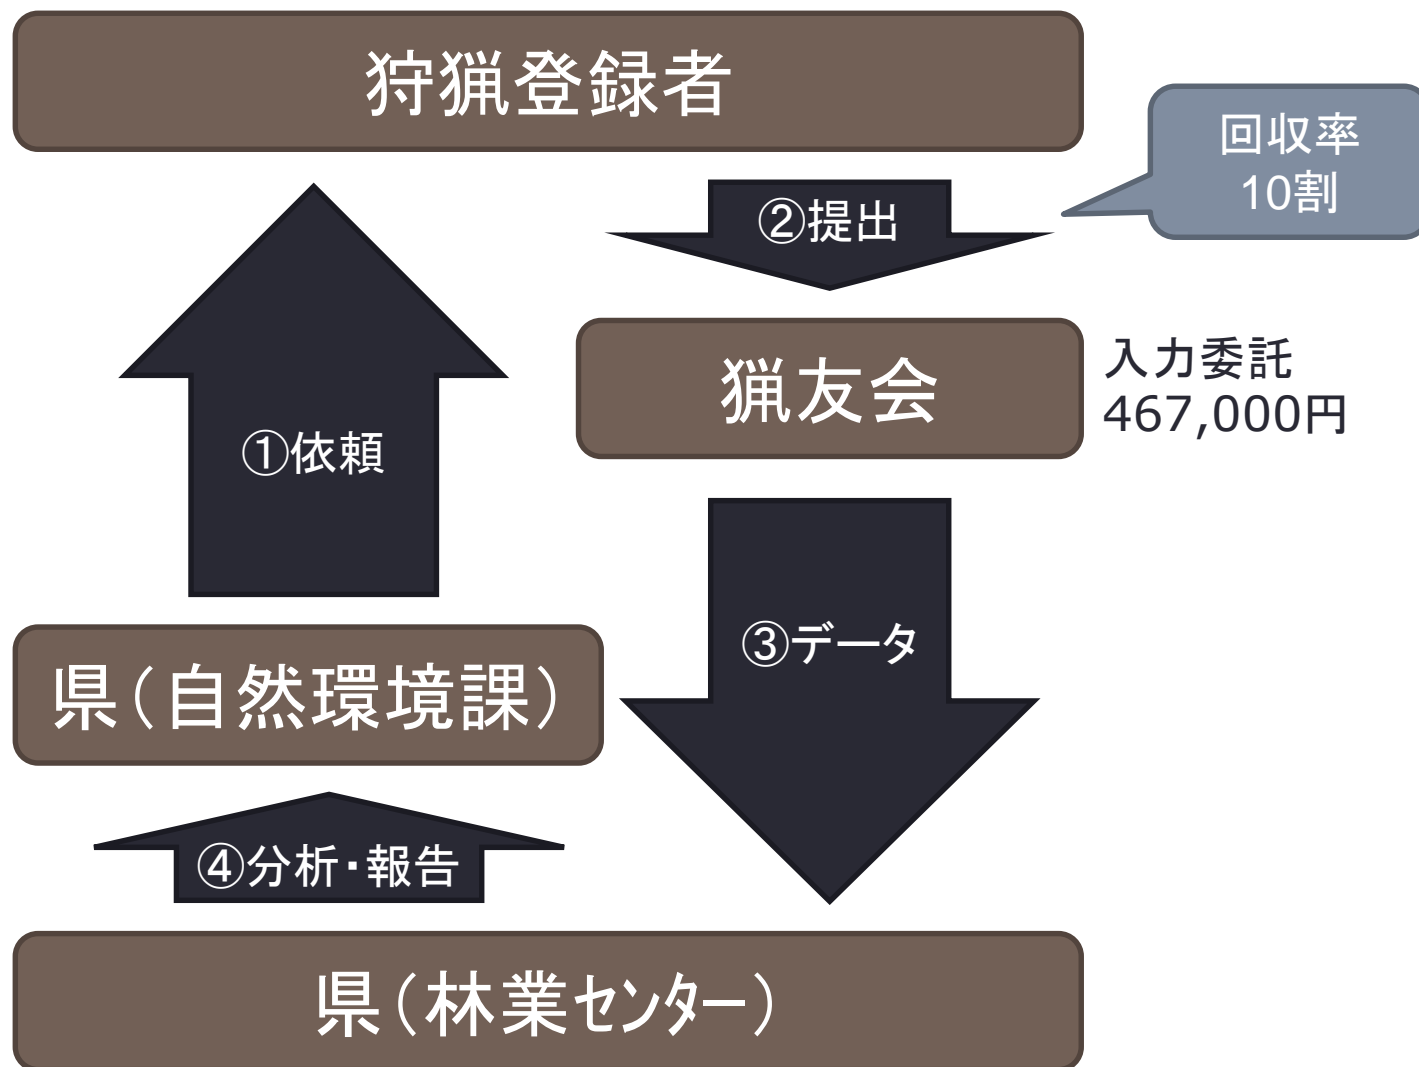 狩猟登録者
回収率
10割
②提出
猟友会
入力委託
467,000円
①依頼
③データ
県（自然環境課）
④分析・報告
県（林業センター）